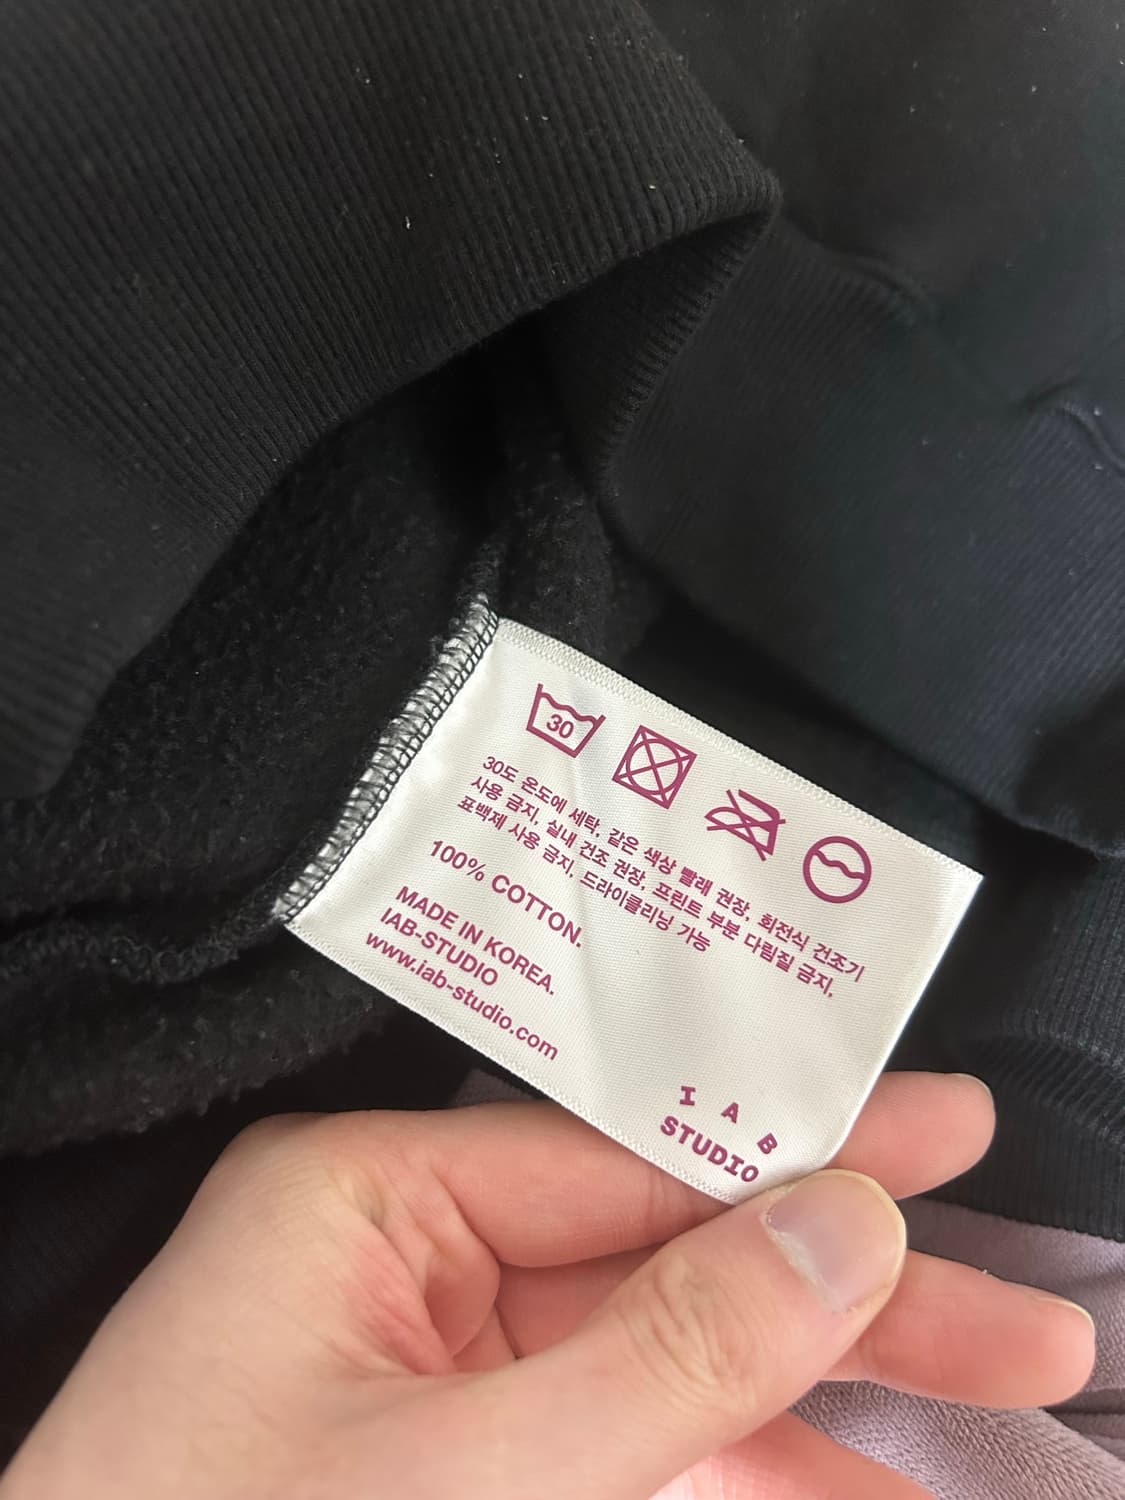 30
30도 온도에 세탁, 같은 색상 빨래 권장, 회전식 건조기
사용 금지, 실내 건조 권장, 프린트 부분 다림질 금지,
표백제 사용 금지, 드라이클리닝 가능
100% COTTON.
MADE IN KOREA.
IAB-STUDIO
www.iab-studio.com
I A B
STUDIO